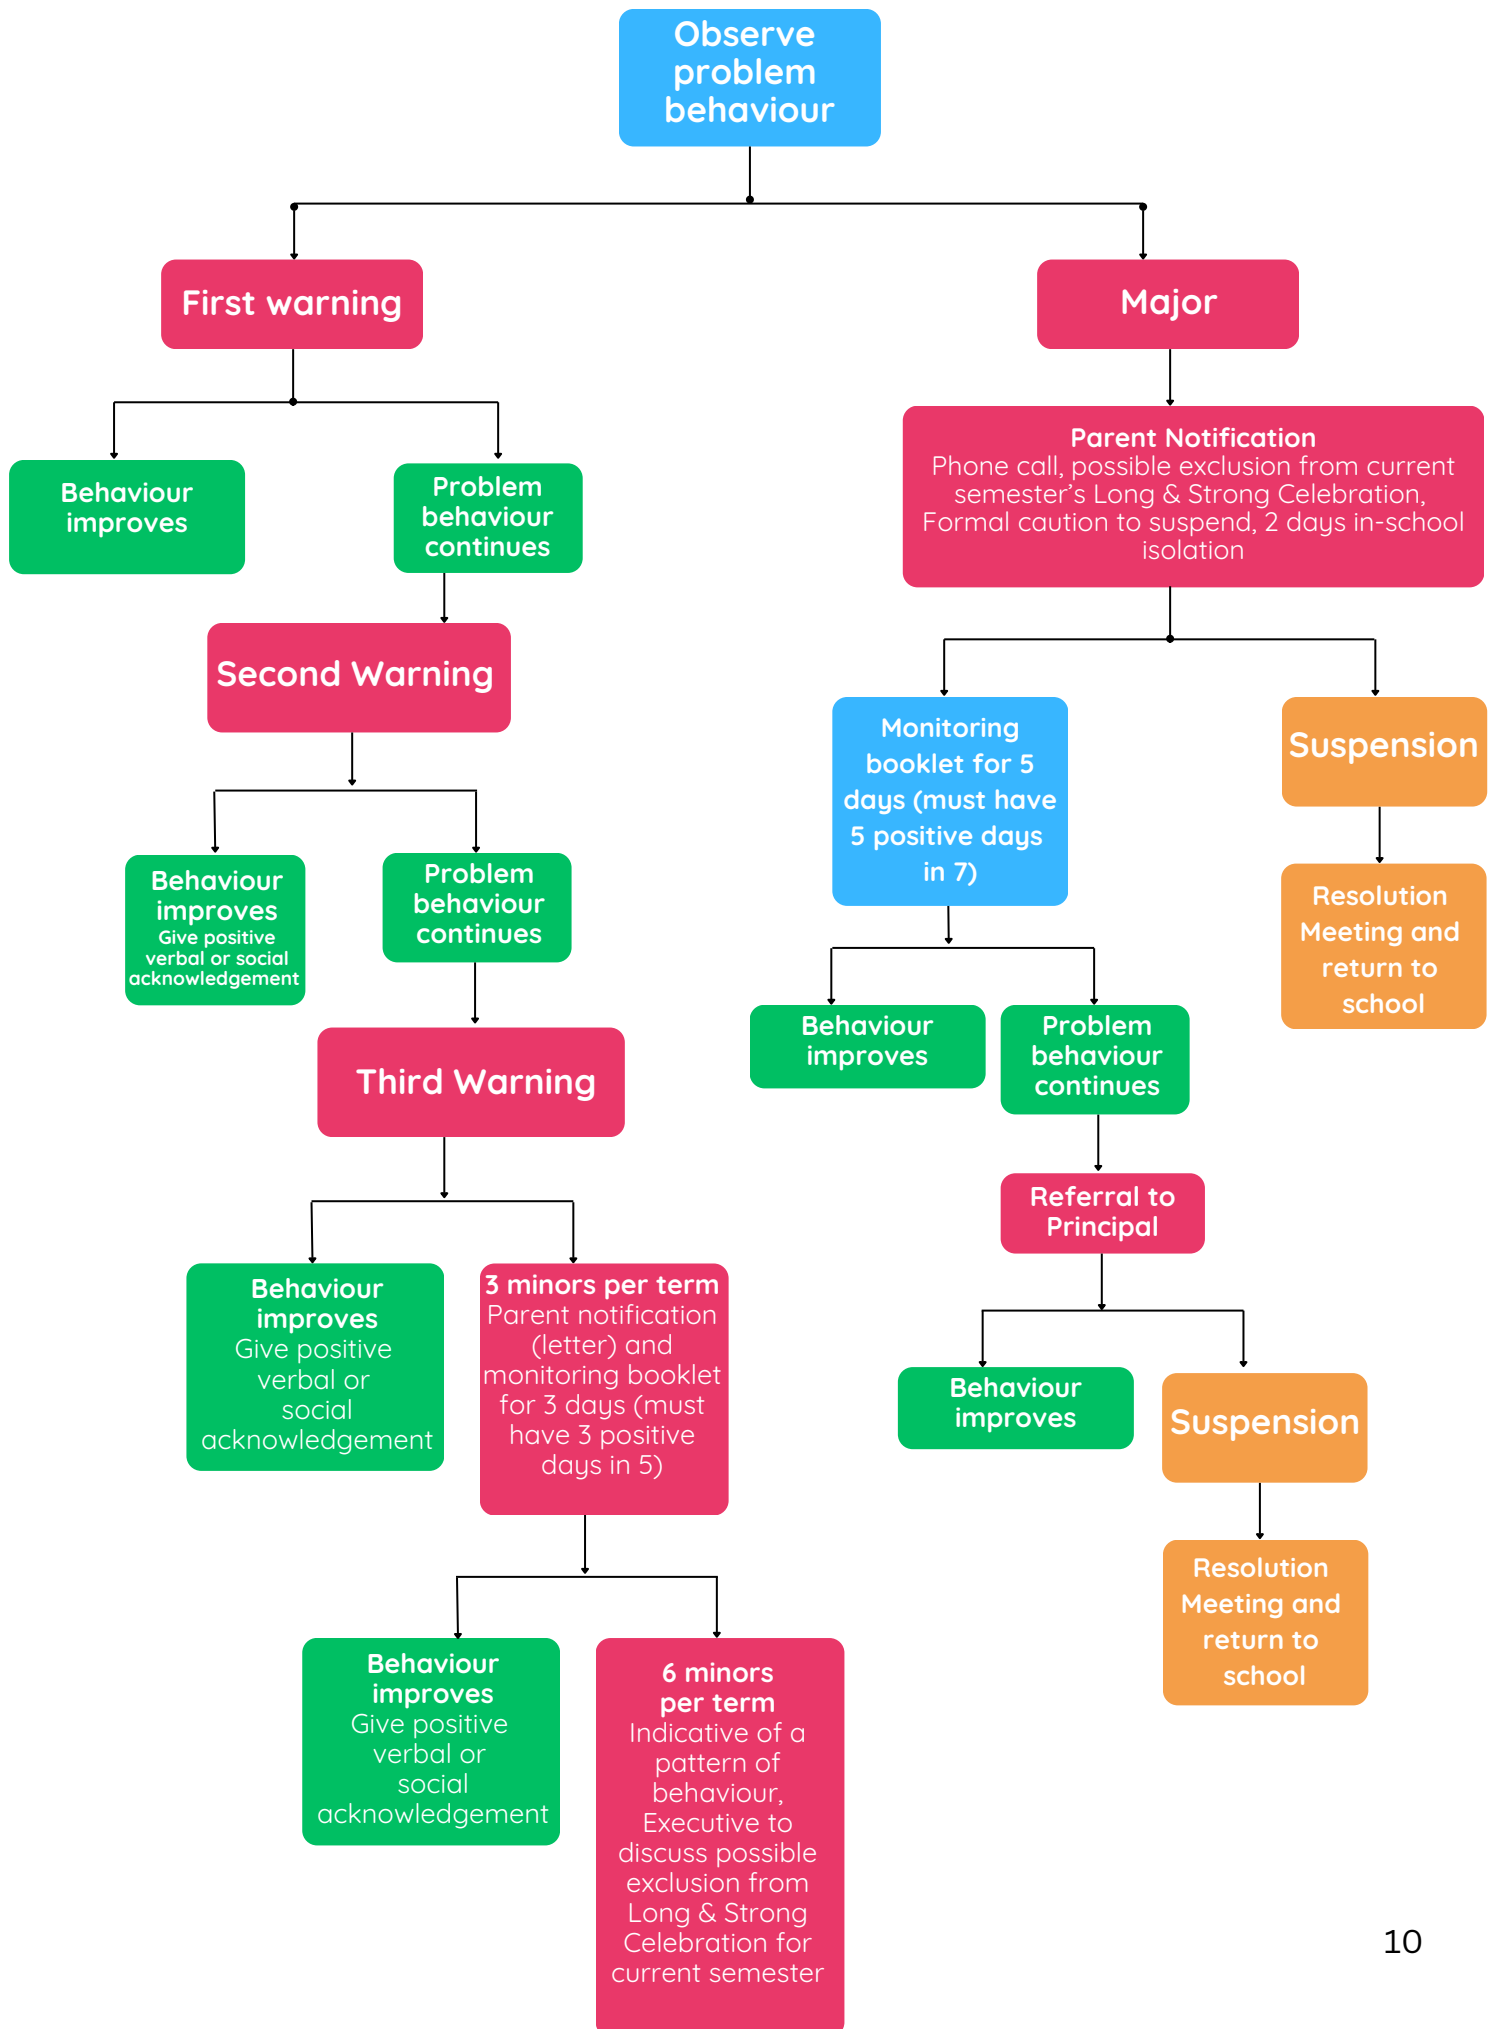 Observe
problem
behaviour
First warning
Major
Behaviour
improves
Problem
behaviour
continues
Parent Notification
Phone call, possible exclusion from current
semester’s Long & Strong Celebration,
Formal caution to suspend, 2 days in-school
isolation
Second Warning
Monitoring
booklet for 5
days (must have
5 positive days
in 7)
Suspension
Behaviour
improves
Give positive
verbal or social
acknowledgement
Problem
behaviour
continues
Resolution
Meeting and
return to
school
Third Warning
Behaviour
improves
Problem
behaviour
continues
Referral to
Principal
Behaviour
improves
Give positive
verbal or
social
acknowledgement
3 minors per term
Parent notification
(letter) and
monitoring booklet
for 3 days (must
have 3 positive
days in 5)
Behaviour
improves
Suspension
Resolution
Meeting and
return to
school
Behaviour
improves
Give positive
verbal or
social
acknowledgement
6 minors
per term
Indicative of a
pattern of
behaviour,
Executive to
discuss possible
exclusion from
Long & Strong
Celebration for
current semester
10